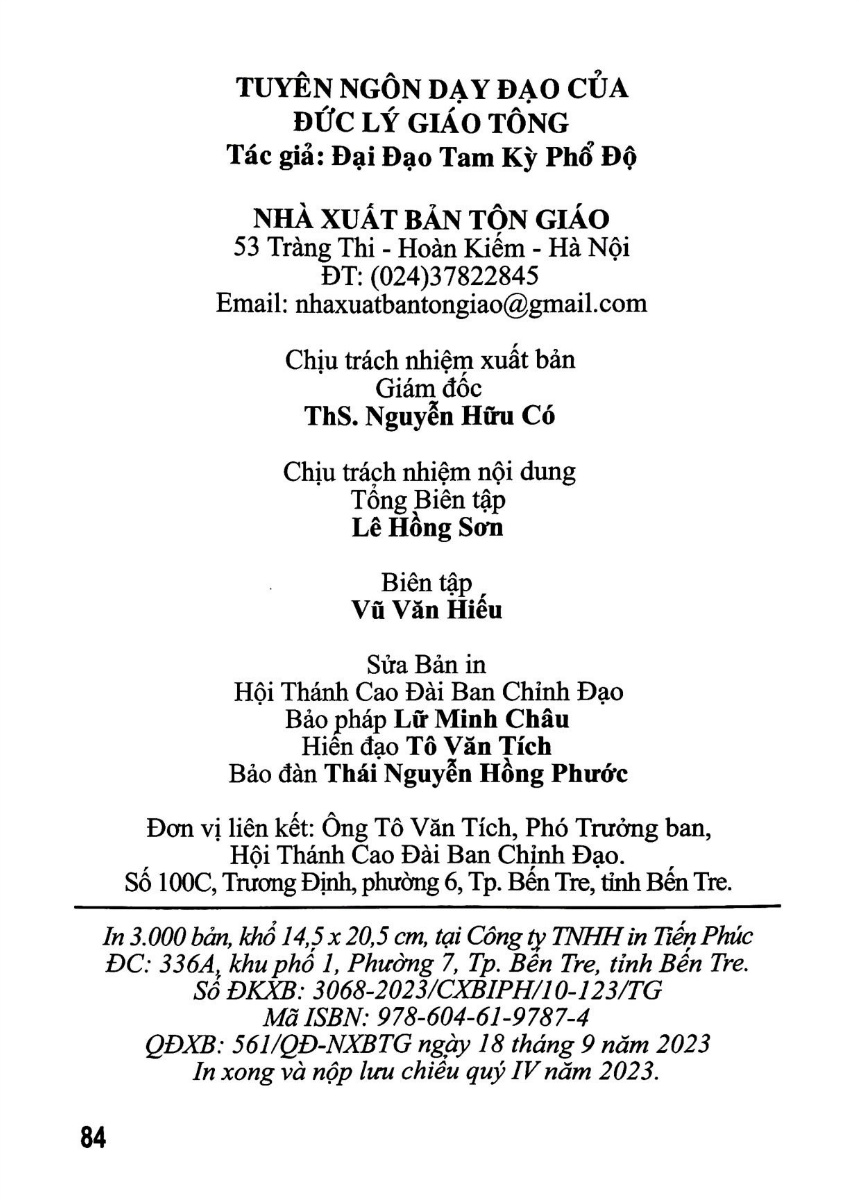 TUYÊN NGÔN DẠY ĐẠO CỦA
ĐỨC LÝ GIÁO TÔNG
Tác giả: Đại Đạo Tam Kỳ Phổ Độ
NHÀ XUẤT BẢN TÔN GIÁO
53 Tràng Thi - Hoàn Kiếm - Hà Nội
ĐT: (024)37822845
Email: nhaxuatbantongiao@gmail.com
Chịu trách nhiệm xuất bản
Giám đốc
ThS. Nguyễn Hữu Có
Chịu trách nhiệm nội dung
Tổng Biên tập
Lê Hồng Sơn
Biên tập
Vũ Văn Hiếu
Sửa Bản in
Hội Thánh Cao Đài Ban Chỉnh Đạo
Bảo pháp Lữ Minh Châu
Hiến đạo Tô Văn Tích
Bảo đàn Thái Nguyễn Hồng Phước
Đơn vị liên kết: Ông Tô Văn Tích, Phó Trưởng ban,
Hội Thánh Cao Đài Ban Chỉnh Đạo.
Số 100C, Trương Định, phường 6, Tp. Bến Tre, tỉnh Bến Tre.
In 3.000 bản, khổ 14,5 x 20,5 cm, tại Công ty TNHH in Tiến Phúc
ĐC: 336A, khu phố 1, Phường 7, Tp. Bến Tre, tỉnh Bến Tre.
Số ĐKXB: 3068-2023/CXBIPH/10-123/TG
Mã ISBN: 978-604-61-9787-4
QĐXB: 561/QĐ-NXBTG ngày 18 tháng 9 năm 2023
In xong và nộp lưu chiểu quý IV năm 2023.
84